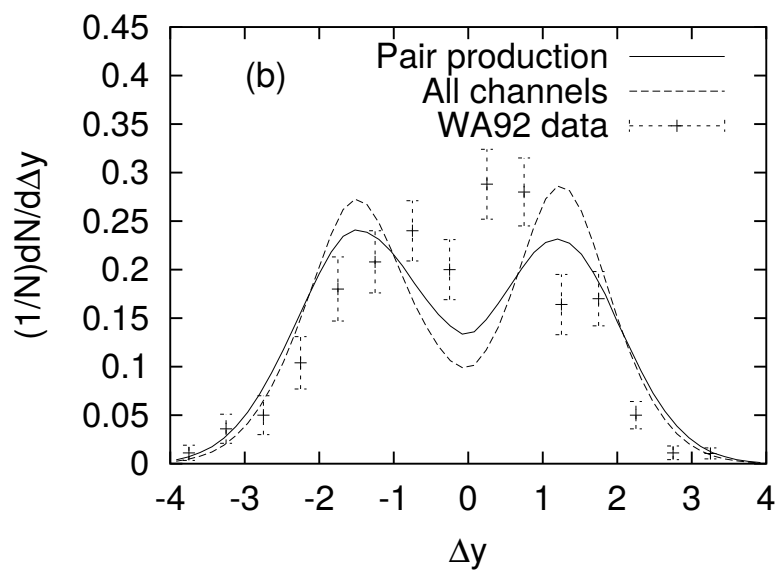 0.45
0.4
0.35
0.3
0.25
0.2
0.15
0.1
0.05
0
(1/N)dN/dΔy
(b)
Pair production
All channels
WA92 data
-4 -3 -2 -1 0 1 2 3 4
Δy